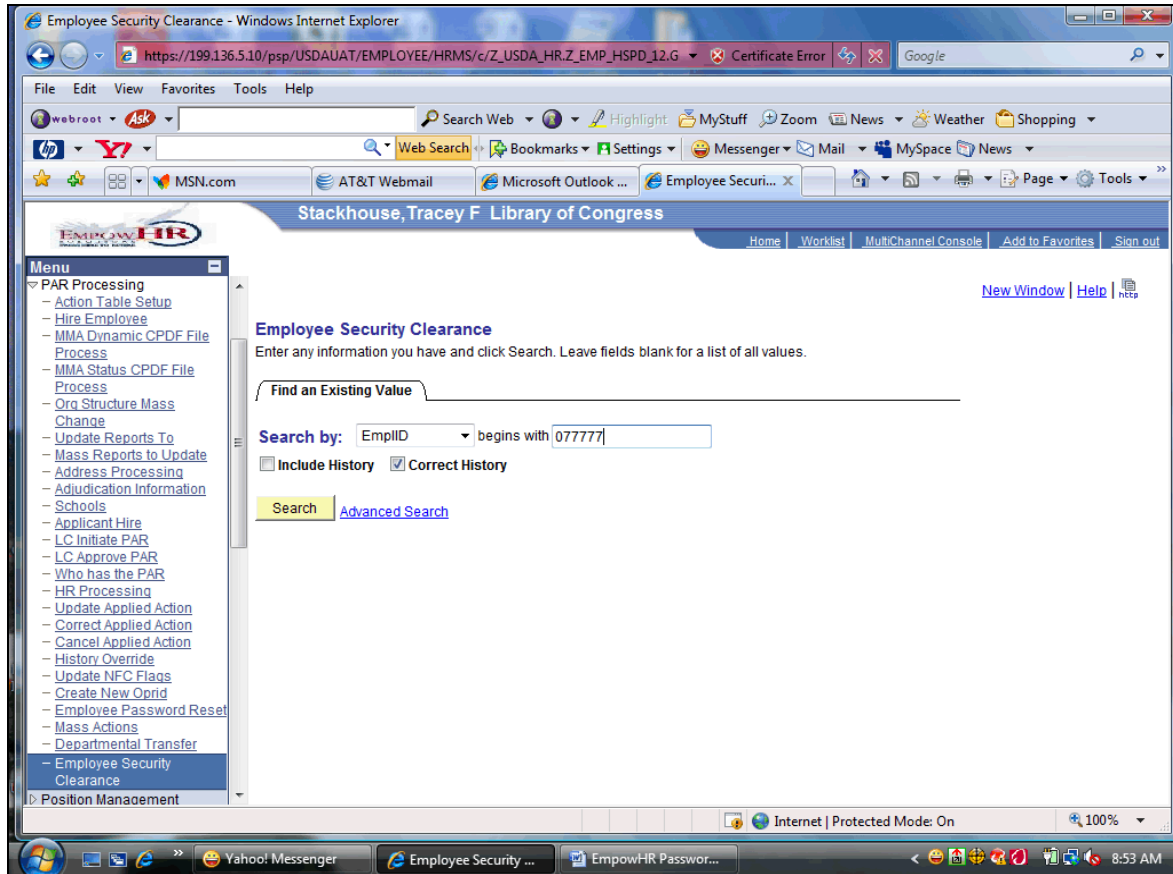 Employee Security Clearance - Windows Internet Explorer
https://199.136.5.10/psp/USDAUAT/EMPLOYEE/HRMS/c/Z_USDA_HR.Z_EMP_HSPD_12.G Certificate Error Google
File Edit View Favorites Tools Help
webroot Ask Search Web Highlight MyStuff Zoom News Weather Shopping
hp Y! Web Search Bookmarks Settings Messenger Mail MySpace News
MSN.com AT&T Webmail Microsoft Outlook ... Employee Securi... X Page Tools
Stackhouse,Tracey F Library of Congress
EMPOWHR
Home Worklist MultiChannel Console Add to Favorites Sign out
Menu
New Window | Help | http
PAR Processing
– Action Table Setup
– Hire Employee
– MMA Dynamic CPDF File
Process
– MMA Status CPDF File
Process
– Org Structure Mass
Change
– Update Reports To
– Mass Reports to Update
– Address Processing
– Adjudication Information
– Schools
– Applicant Hire
– LC Initiate PAR
– LC Approve PAR
– Who has the PAR
– HR Processing
– Update Applied Action
– Correct Applied Action
– Cancel Applied Action
– History Override
– Update NFC Flags
– Create New Oprid
– Employee Password Reset
– Mass Actions
– Departmental Transfer
– Employee Security
Clearance
Position Management
Employee Security Clearance
Enter any information you have and click Search. Leave fields blank for a list of all values.
Find an Existing Value
Search by: EmplID begins with 077777
Include History Correct History
Search Advanced Search
Internet | Protected Mode: On 100%
Yahoo! Messenger Employee Security ... EmpowHR Passwor... 8:53 AM